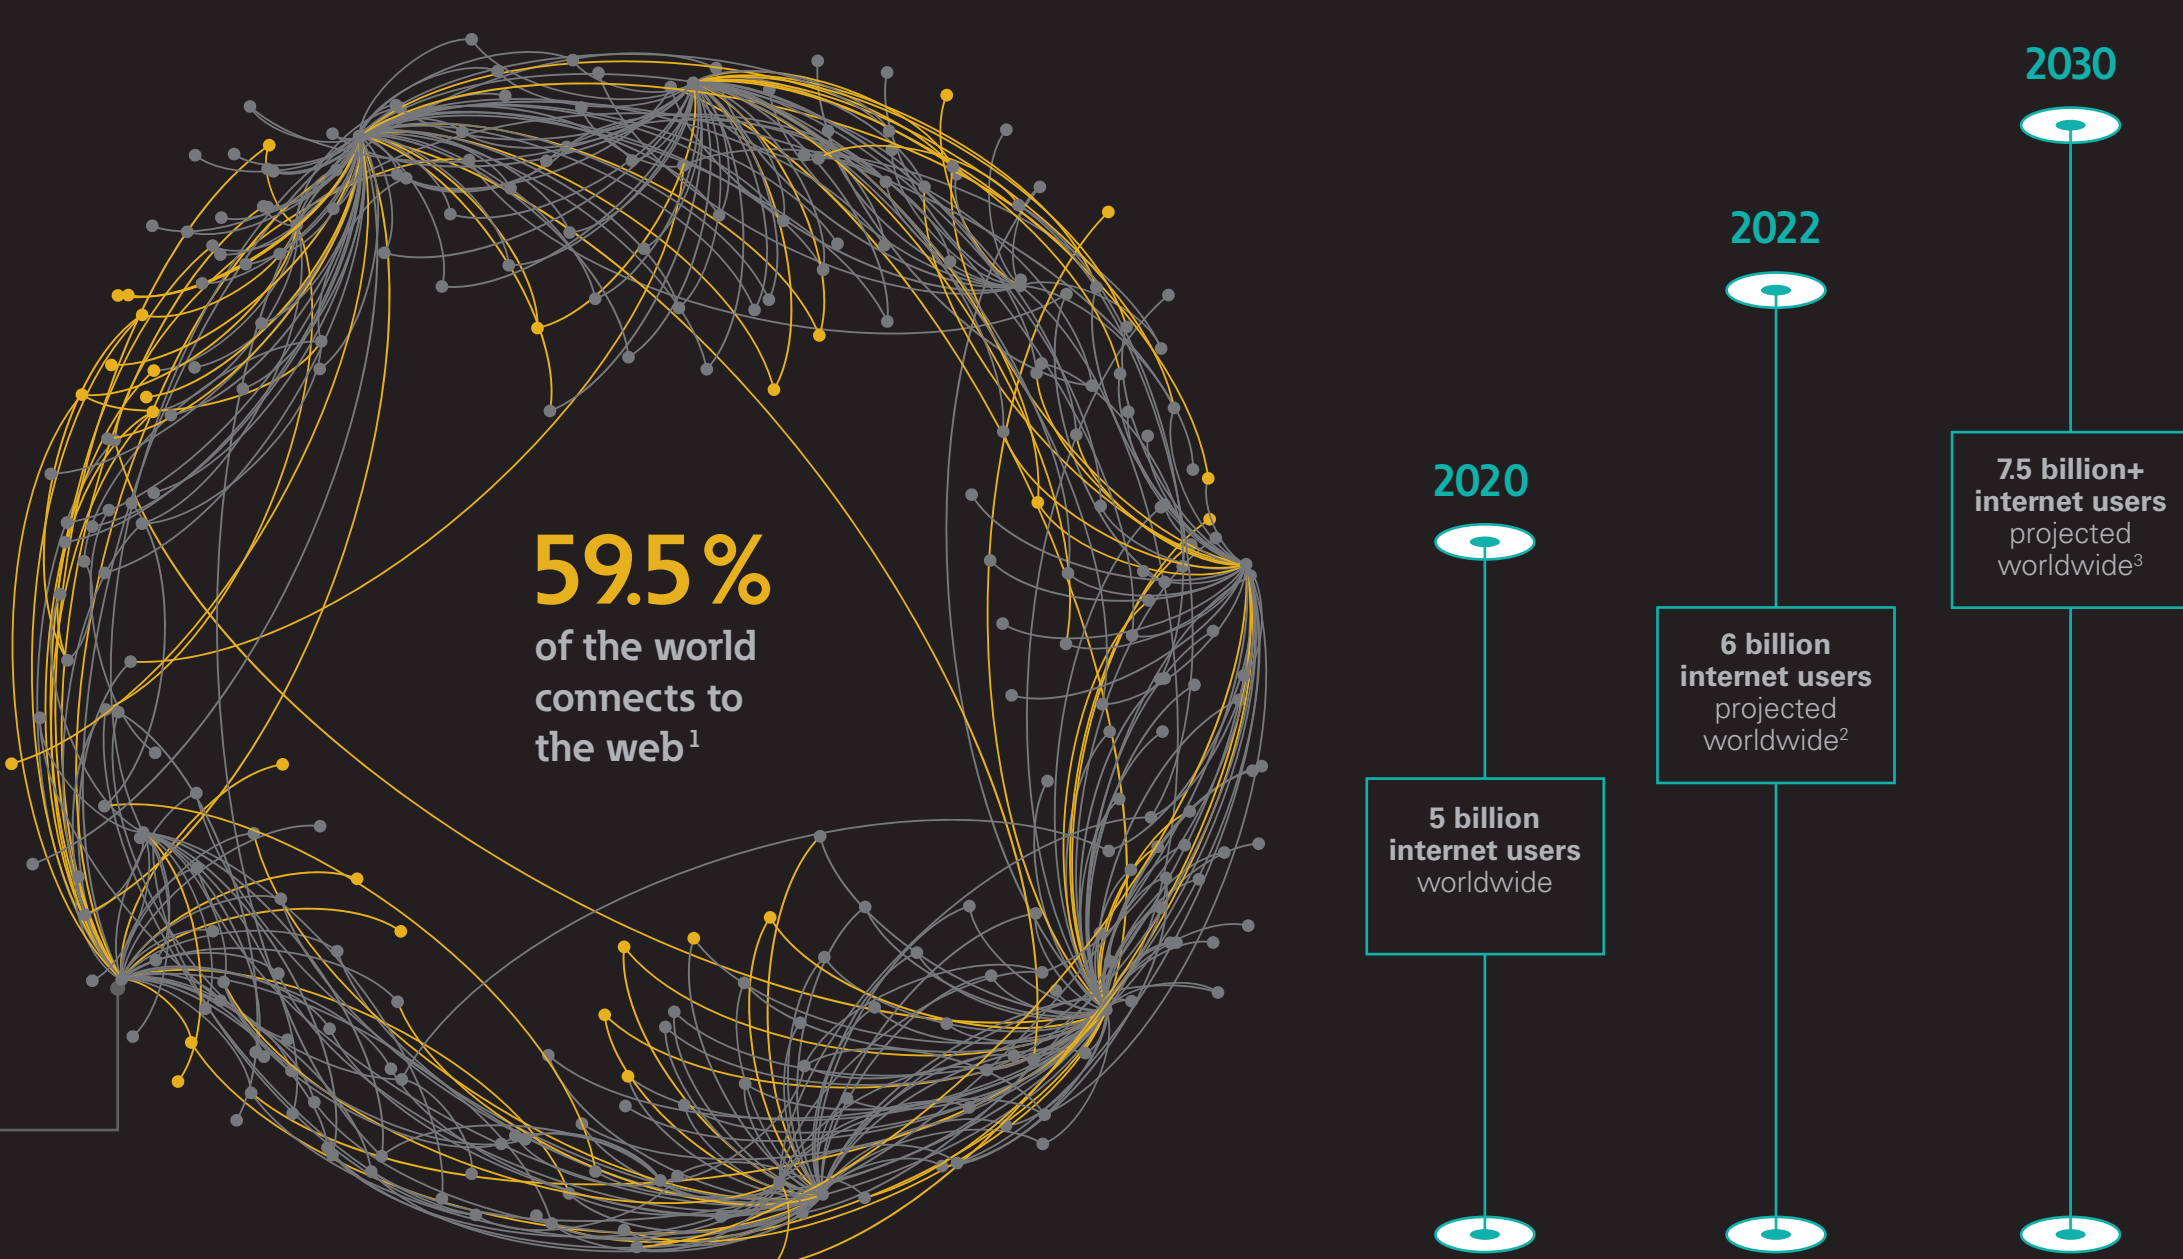 59.5%
of the world
connects to
the web¹
2020
5 billion
internet users
worldwide
2022
6 billion
internet users
projected
worldwide²
2030
7.5 billion+
internet users
projected
worldwide³